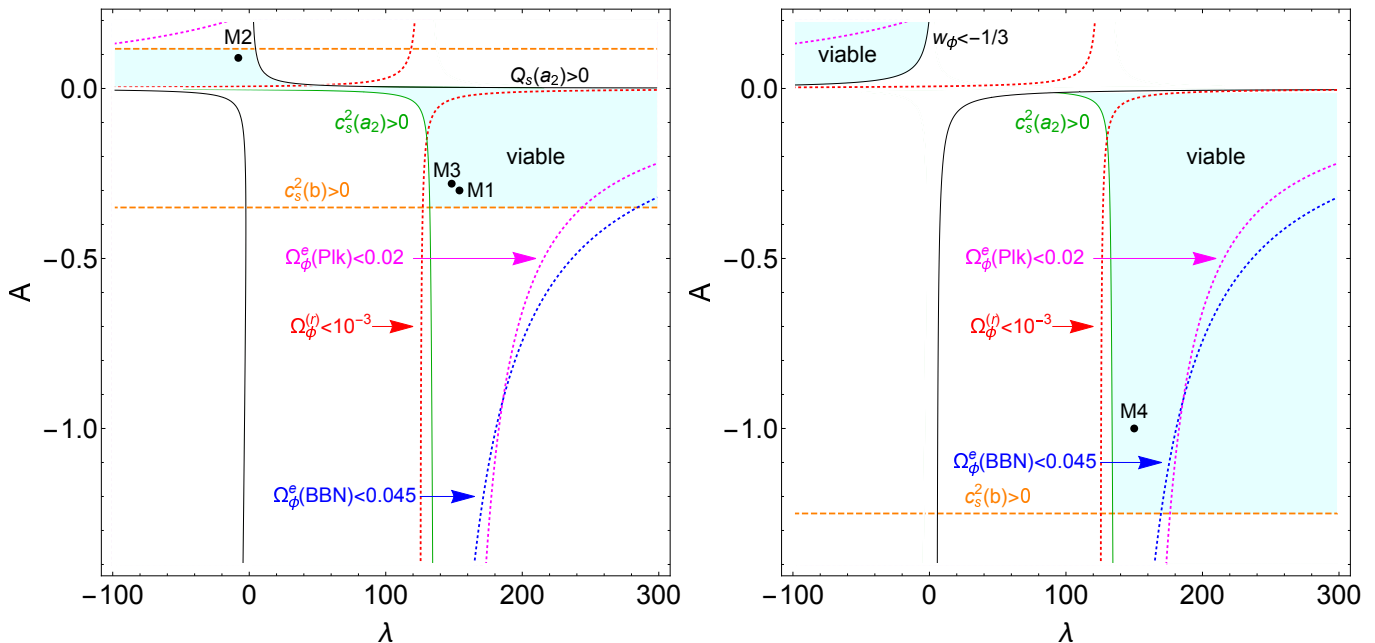 M2
Q_s(a_2)>0
c_s^2(a_2)>0
viable
M3
M1
c_s^2(b)>0
Ω_ϕ^e(Plk)<0.02
Ω_ϕ^(r)<10^-3
Ω_ϕ^e(BBN)<0.045
0.0
−0.5
−1.0
A
−100
0
100
200
300
λ
viable
w_ϕ<-1/3
c_s^2(a_2)>0
viable
Ω_ϕ^e(Plk)<0.02
Ω_ϕ^(r)<10^-3
M4
Ω_ϕ^e(BBN)<0.045
c_s^2(b)>0
0.0
−0.5
−1.0
A
−100
0
100
200
300
λ